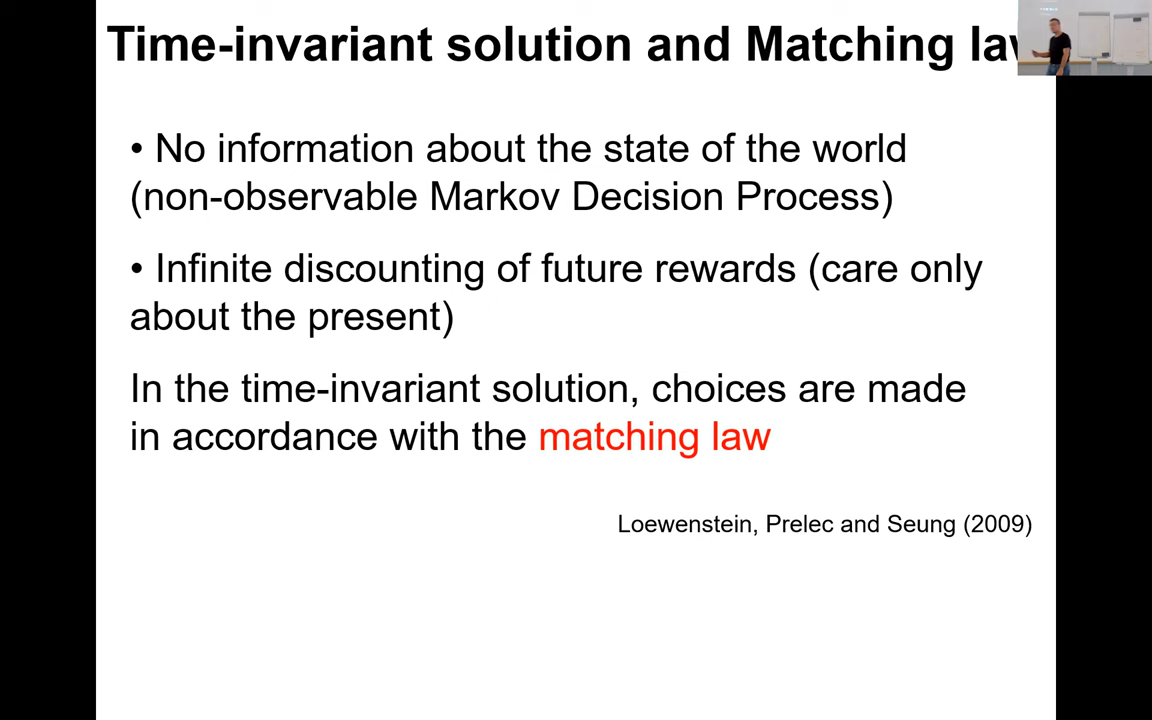 Time-invariant solution and Matching
• No information about the state of the world
(non-observable Markov Decision Process)
• Infinite discounting of future rewards (care only
about the present)
In the time-invariant solution, choices are made
in accordance with the matching law
Loewenstein, Prelec and Seung (2009)